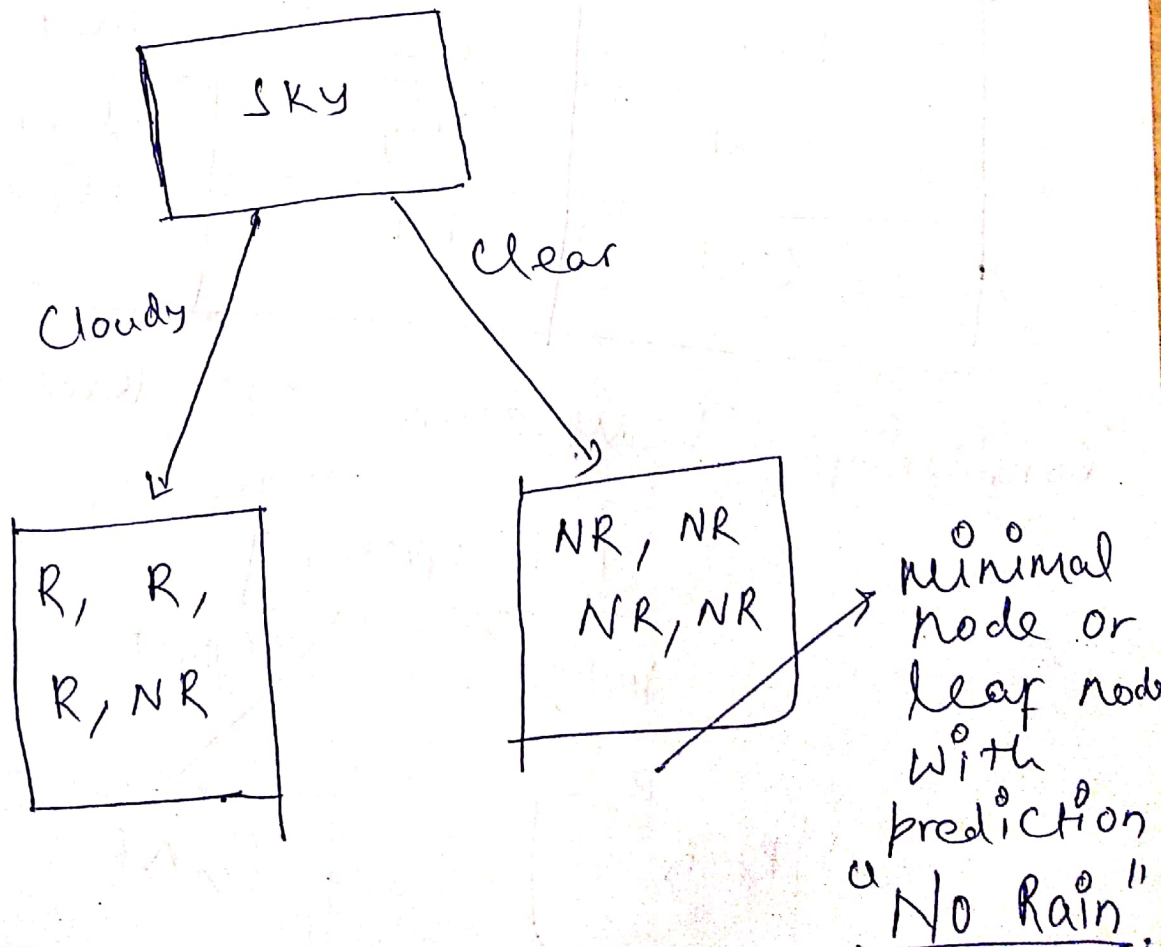 SKY
Cloudy
Clear
R, R,
R, NR
NR, NR
NR, NR
minimal
node or
leaf node
with
prediction
"No Rain"